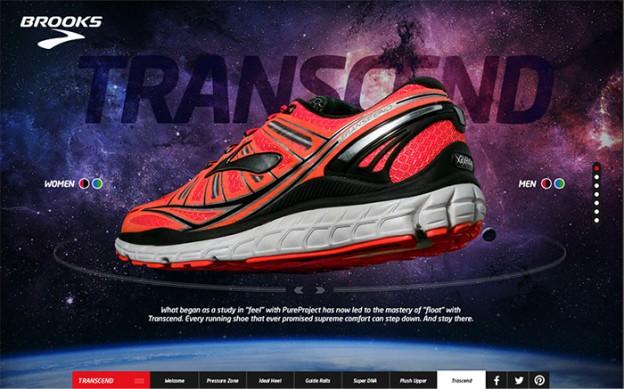 BROOKS
TRANSCEND
WOMEN
MEN
What began as a study in "feel" with PureProject has now led to the mastery of "float" with
Transcend. Every running shoe that ever promised supreme comfort can step down. And stay there.
TRANSCEND
Welcome
Pressure Zone
Ideal Heel
Guide Rails
Super DNA
Plush Upper
Trascend